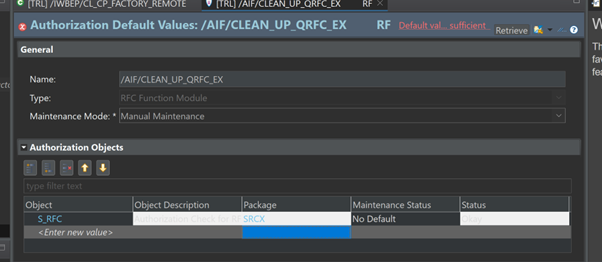 [TRL] /IWBEP/CL_CP_FACTORY_REMOTE
[TRL] /AIF/CLEAN_UP_QRFC_EX RF
Authorization Default Values: /AIF/CLEAN_UP_QRFC_EX RF
Default val... sufficient
Retrieve
General
Name:
/AIF/CLEAN_UP_QRFC_EX
Type:
RFC Function Module
Maintenance Mode: *
Manual Maintenance
Authorization Objects
type filter text
Object Object Description Package Maintenance Status Status
S_RFC Authorization Check for RF SRCX No Default Okay
<Enter new value>
W
Th
fav
fea